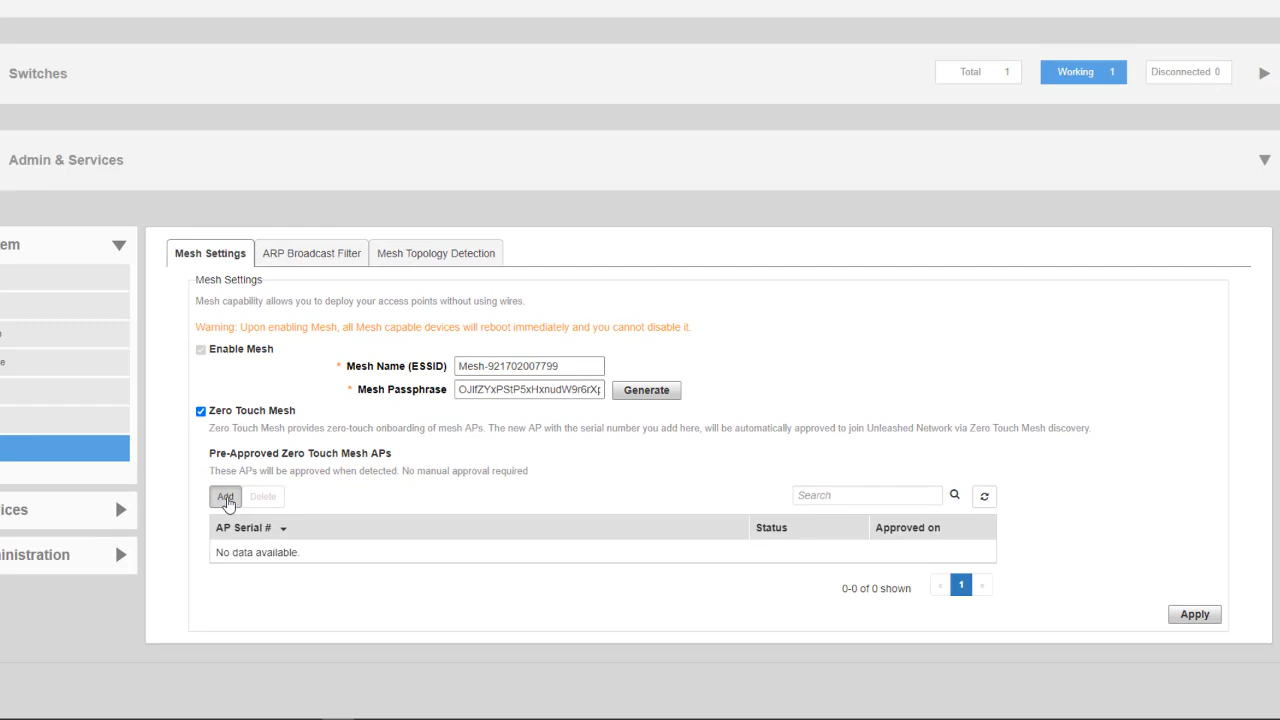 Switches
Total 1
Working 1
Disconnected 0
Admin & Services
em
Mesh Settings
ARP Broadcast Filter
Mesh Topology Detection
Mesh Settings
Mesh capability allows you to deploy your access points without using wires.
Warning: Upon enabling Mesh, all Mesh capable devices will reboot immediately and you cannot disable it.
Enable Mesh
* Mesh Name (ESSID) Mesh-921702007799
* Mesh Passphrase Generate
Zero Touch Mesh
Zero Touch Mesh provides zero-touch onboarding of mesh APs. The new AP with the serial number you add here, will be automatically approved to join Unleashed Network via Zero Touch Mesh discovery.
Pre-Approved Zero Touch Mesh APs
These APs will be approved when detected. No manual approval required
Add Delete Search
AP Serial # Status Approved on
No data available.
0-0 of 0 shown « 1 »
Apply
e
e
ices
ministration